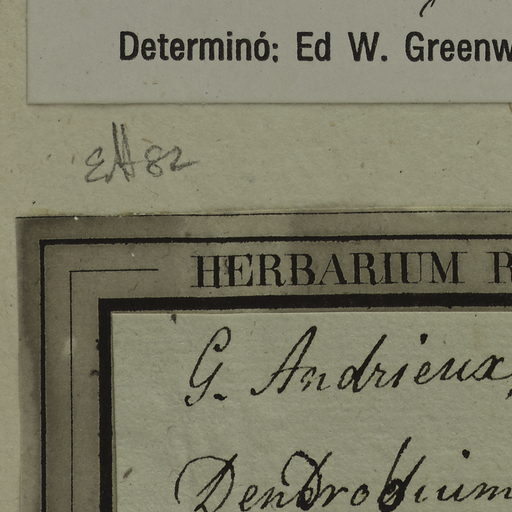 Determinó: Ed W. Greenw
EH 82
HERBARIUM R
G. Andrieux,
Dendrobium